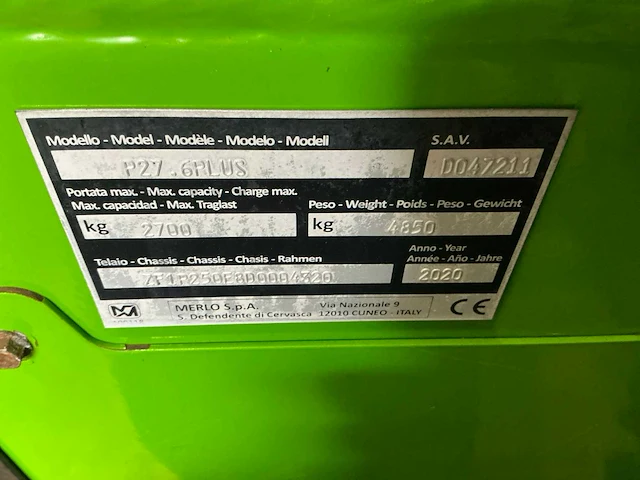 Modello - Model - Modèle - Modelo - Modell S.A.V.
P27.6PLUS D047211
Portata max. - Max. capacity - Charge max.
Max. capacidad - Max. Traglast Peso - Weight - Poids - Peso - Gewicht
kg 2700 kg 4850
Anno - Year
Telaio - Chassis - Chassis - Chasis - Rahmen Année - Año - Jahre
2020
MERLO S.p.A. Via Nazionale 9
S. Defendente di Cervasca 12010 CUNEO - ITALY
CE